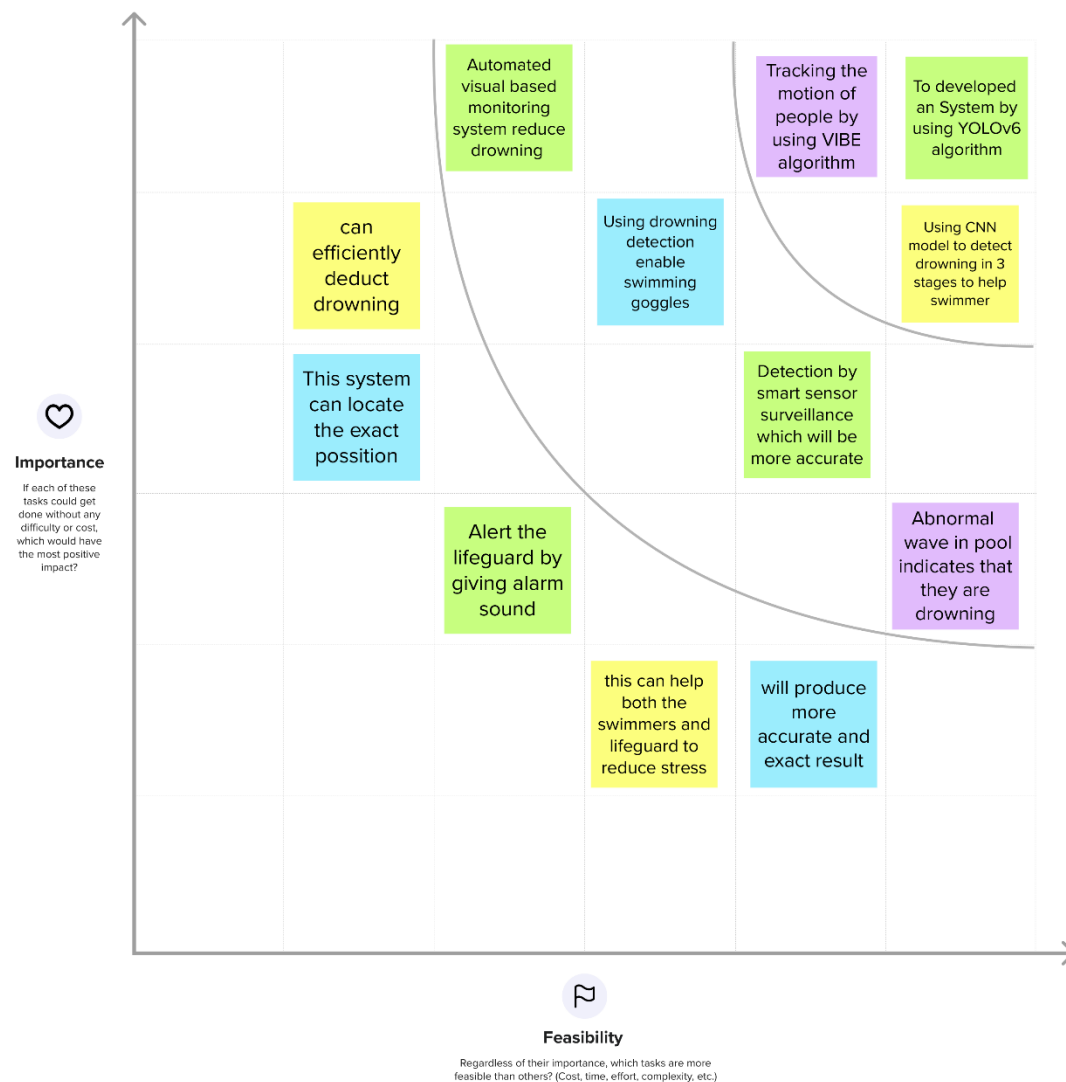 Automated
visual based
monitoring
system reduce
drowning
Tracking the
motion of
people by
using VIBE
algorithm
To developed
an System by
using YOLOv6
algorithm
can
efficiently
deduct
drowning
Using drowning
detection
enable
swimming
goggles
Using CNN
model to detect
drowning in 3
stages to help
swimmer
This system
can locate
the exact
possition
Detection by
smart sensor
surveillance
which will be
more accurate
Importance
If each of these
tasks could get
done without any
difficulty or cost,
which would have
the most positive
impact?
Alert the
lifeguard by
giving alarm
sound
Abnormal
wave in pool
indicates that
they are
drowning
this can help
both the
swimmers and
lifeguard to
reduce stress
will produce
more
accurate and
exact result
Feasibility
Regardless of their importance, which tasks are more
feasible than others? (Cost, time, effort, complexity, etc.)